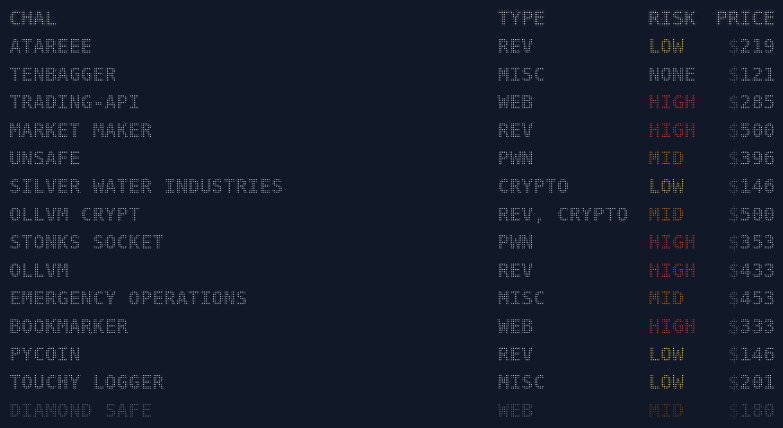 CHAL TYPE RISK PRICE
ATAREEE REV LOW $219
TENBAGGER MISC NONE $121
TRADING-API WEB HIGH $285
MARKET MAKER REV HIGH $500
UNSAFE PWN MID $396
SILVER WATER INDUSTRIES CRYPTO LOW $146
OLLVM CRYPT REV, CRYPTO MID $500
STONKS SOCKET PWN HIGH $353
OLLVM REV HIGH $433
EMERGENCY OPERATIONS MISC MID $453
BOOKMARKER WEB HIGH $333
PYCOIN REV LOW $146
TOUCHY LOGGER MISC LOW $201
DIAMOND SAFE WEB MID $180